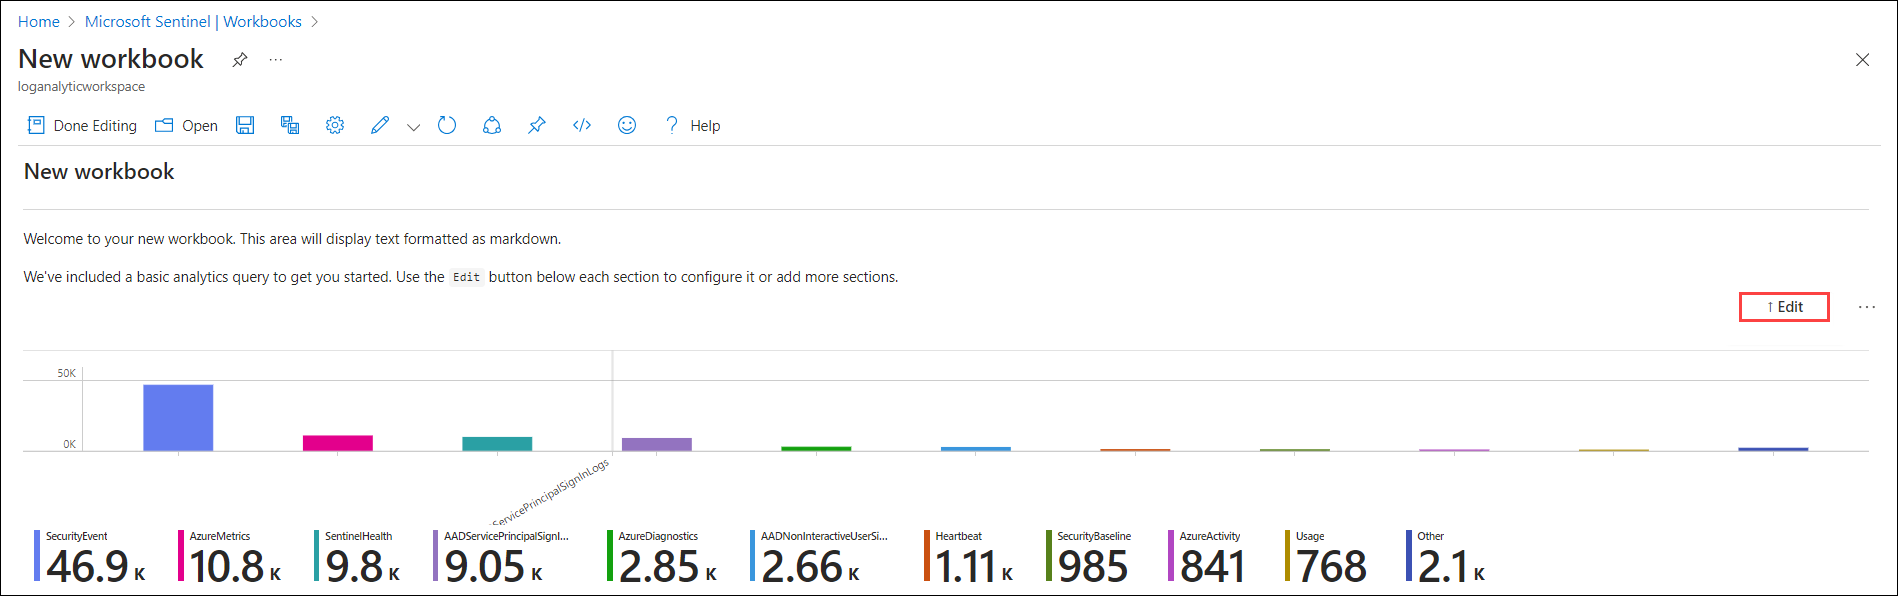 Home > Microsoft Sentinel | Workbooks >
New workbook ...
loganalyticworkspace
Done Editing Open Help
New workbook
Welcome to your new workbook. This area will display text formatted as markdown.
We've included a basic analytics query to get you started. Use the Edit button below each section to configure it or add more sections.
↑ Edit ...
50K
0K
ServicePrincipalSignInLogs
SecurityEvent AzureMetrics SentinelHealth AADServicePrincipalSignI... AzureDiagnostics AADNonInteractiveUserSi... Heartbeat SecurityBaseline AzureActivity Usage Other
46.9 K 10.8 K 9.8 K 9.05 K 2.85 K 2.66 K 1.11 K 985 841 768 2.1 K